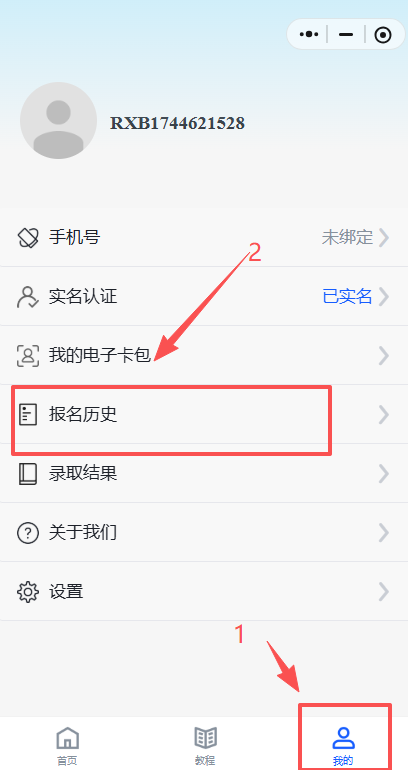 RXB1744621528
手机号 未绑定
2
实名认证 已实名
我的电子卡包
报名历史
录取结果
关于我们
设置
1
首页 教程 我的